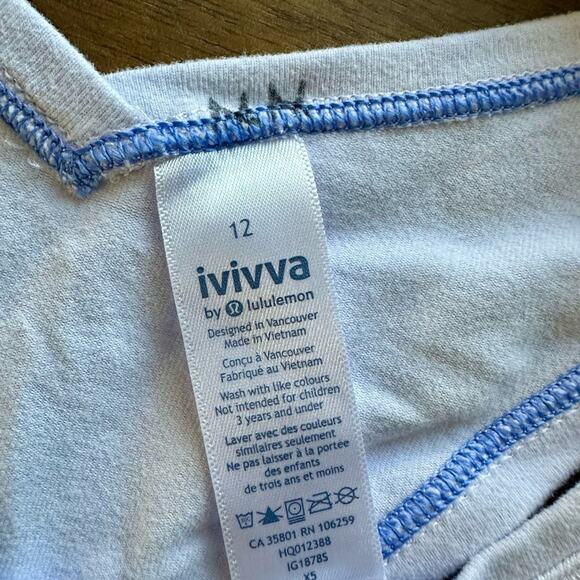 12
ivivva
by lululemon
Designed in Vancouver
Made in Vietnam
Conçu à Vancouver
Fabriqué au Vietnam
Wash with like colours
Not intended for children
3 years and under
Laver avec des couleurs
similaires seulement
Ne pas laisser à la portée
des enfants
de trois ans et moins
CA 35801 RN 106259
HQ012388
IG1878S
X5